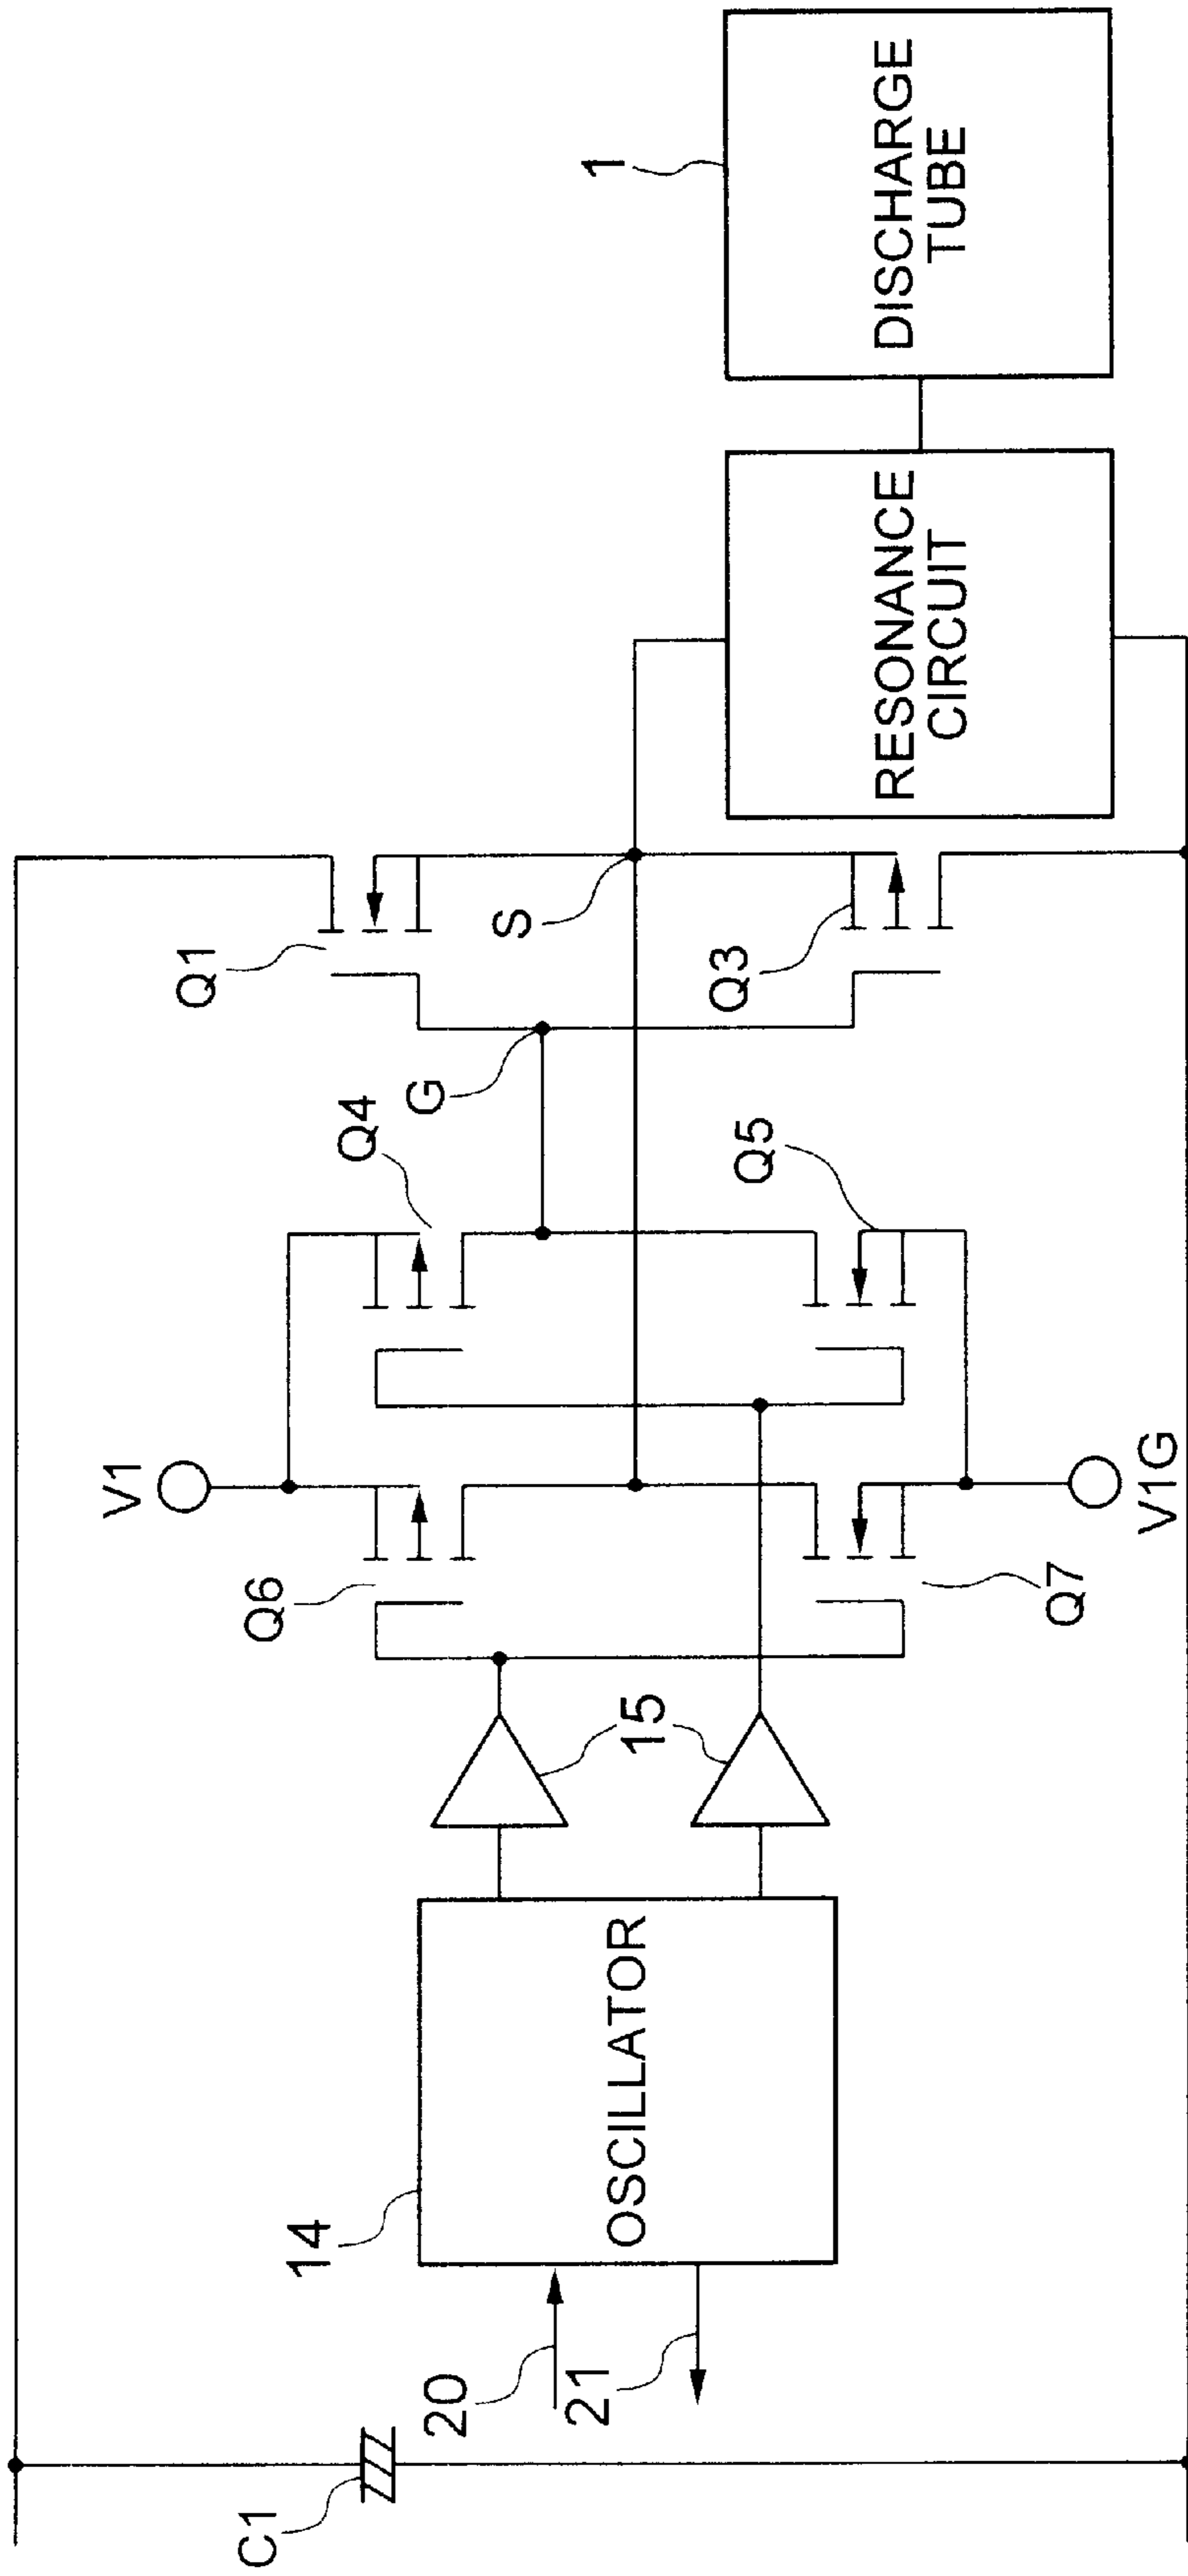 C1
20
21
14
OSCILLATOR
15
Q6
Q7
V1
V1G
Q4
Q5
G
S
Q1
Q3
RESONANCE
CIRCUIT
1
DISCHARGE
TUBE